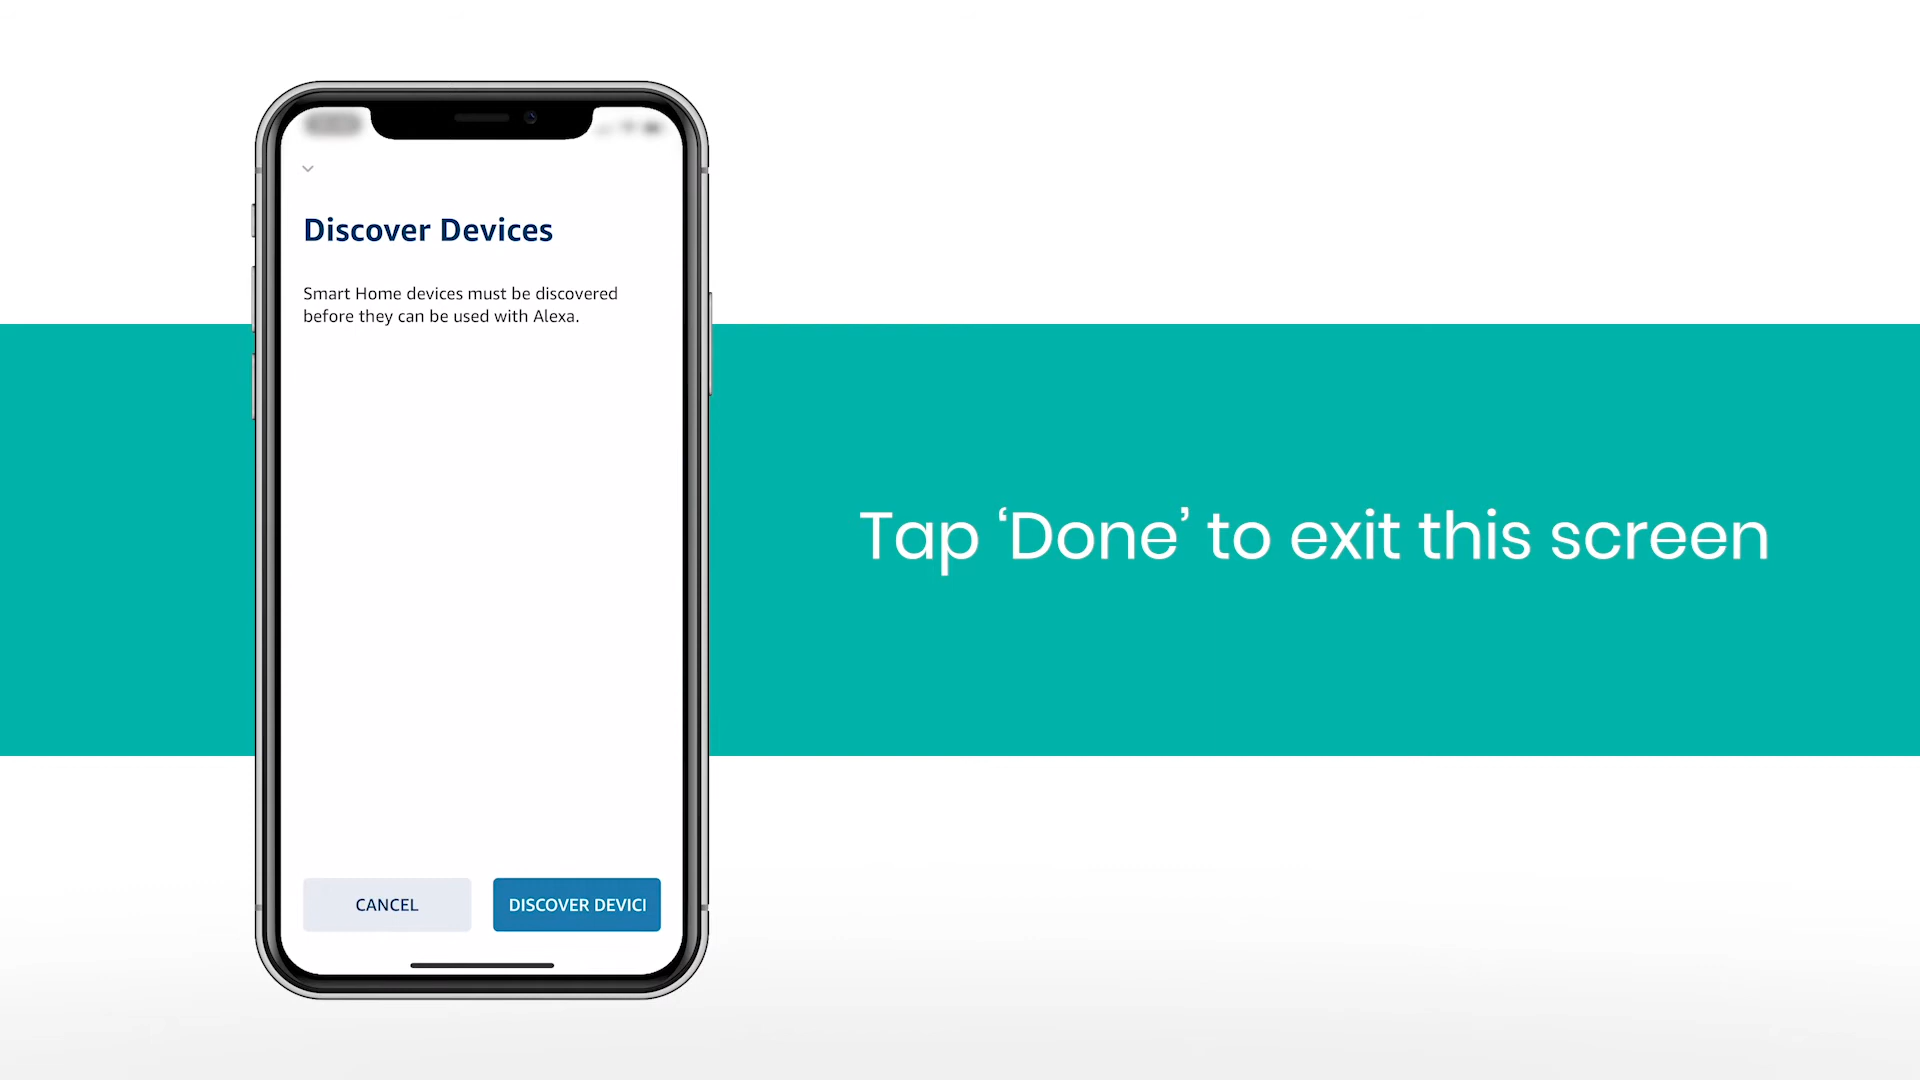 Discover Devices
Smart Home devices must be discovered
before they can be used with Alexa.
Tap ‘Done’ to exit this screen
CANCEL
DISCOVER DEVICI